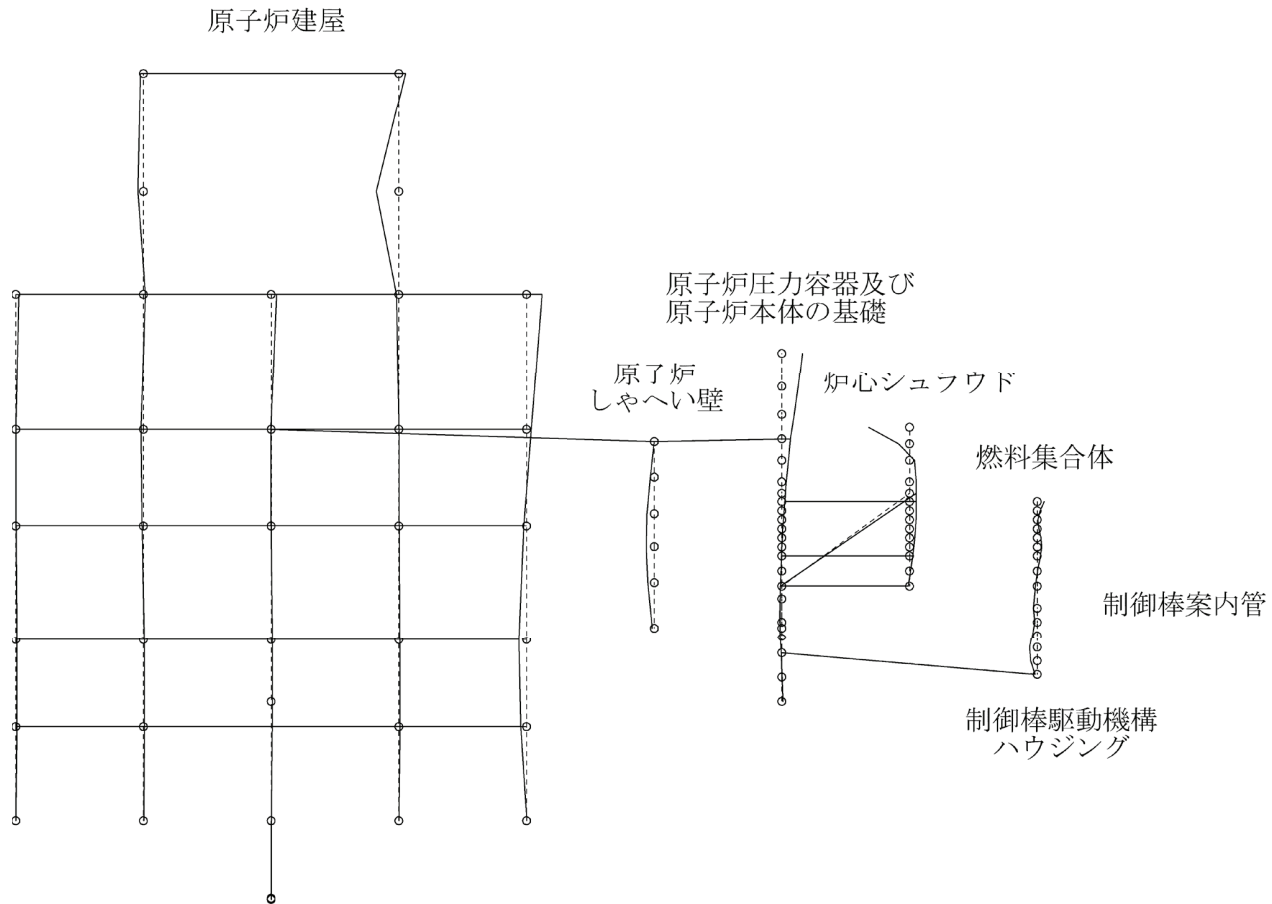 原子炉建屋
原子炉圧力容器及び
原子炉本体の基礎
原子炉
しゃへい壁
炉心シュラウド
燃料集合体
制御棒案内管
制御棒駆動機構
ハウジング